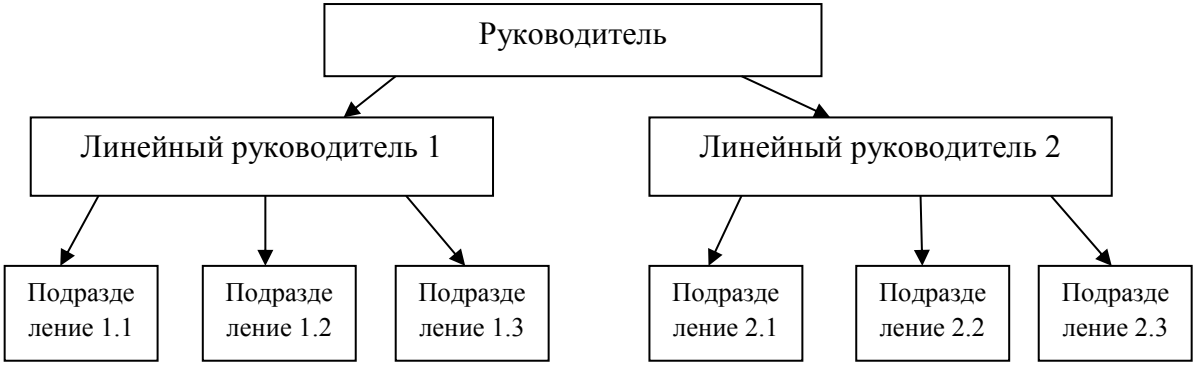 Руководитель
Линейный руководитель 1
Линейный руководитель 2
Подразде
ление 1.1
Подразде
ление 1.2
Подразде
ление 1.3
Подразде
ление 2.1
Подразде
ление 2.2
Подразде
ление 2.3